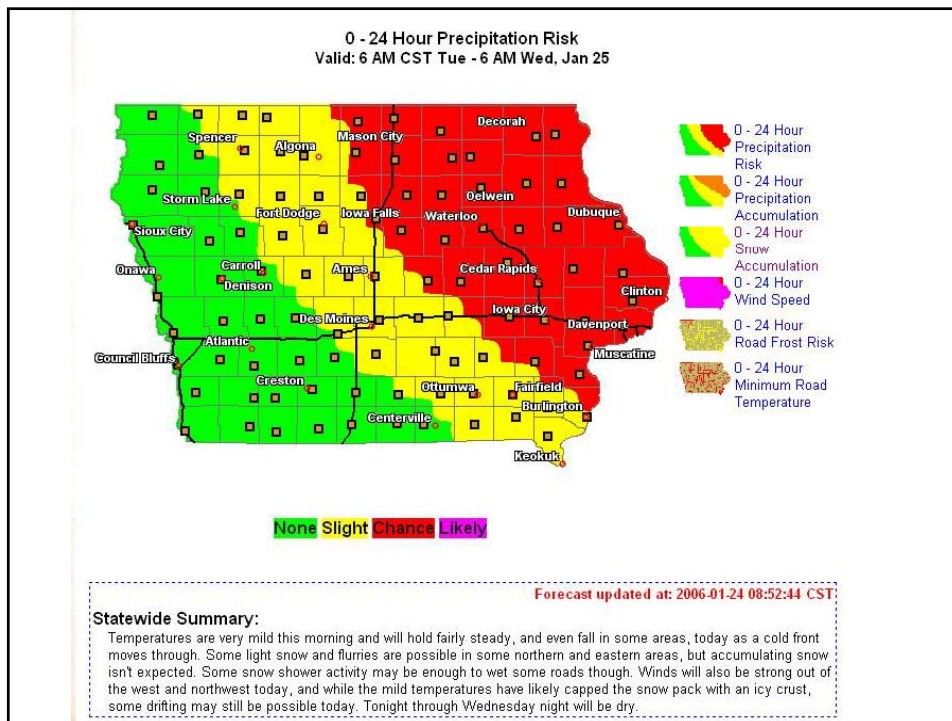 0 - 24 Hour Precipitation Risk
Valid: 6 AM CST Tue - 6 AM Wed, Jan 25
Decorah
Mason City
Spencer
Algona
Oelwein
Storm Lake
Fort Dodge
Iowa Falls
Waterloo
Dubuque
Sioux City
Onawa
Carroll
Denison
Ames
Cedar Rapids
Clinton
Iowa City
Des Moines
Davenport
Atlantic
Muscatine
Council Bluffs
Creston
Ottumwa
Fairfield
Burlington
Centerville
Keokuk
0 - 24 Hour
Precipitation
Risk
0 - 24 Hour
Precipitation
Accumulation
0 - 24 Hour
Snow
Accumulation
0 - 24 Hour
Wind Speed
0 - 24 Hour
Road Frost Risk
0 - 24 Hour
Minimum Road
Temperature
None Slight Chance Likely
Forecast updated at: 2006-01-24 08:52:44 CST
Statewide Summary:
Temperatures are very mild this morning and will hold fairly steady, and even fall in some areas, today as a cold front
moves through. Some light snow and flurries are possible in some northern and eastern areas, but accumulating snow
isn't expected. Some snow shower activity may be enough to wet some roads though. Winds will also be strong out of
the west and northwest today, and while the mild temperatures have likely capped the snow pack with an icy crust,
some drifting may still be possible today. Tonight through Wednesday night will be dry.